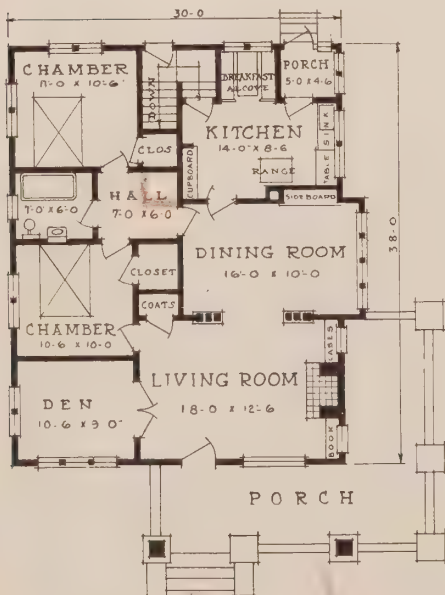 30-0
CHAMBER
11-0 X 10-6"
DOWN
BREAKFAST
ALCOVE
PORCH
5-0 X 4-6
KITCHEN
14-0" X 8-6
SINK
TABLE
RANGE
CUPBOARD
CLOS
HALL
7-0 X 6-0
7-0" X 6-0
SIDEBOARD
38-0
DINING ROOM
16-0 X 10-0
CLOSET
COATS
CHAMBER
10-6 X 10-0
CASES
LIVING ROOM
18-0 X 12-6
DEN
10-6 X 9-0"
BOOK
PORCH